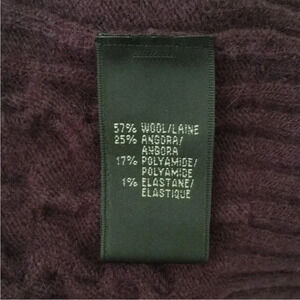 57% WOOL/LAINE
25% ANGORA/
ANGORA
17% POLYAMIDE/
POLYAMIDE
1% ELASTANE/
ELASTIQUE